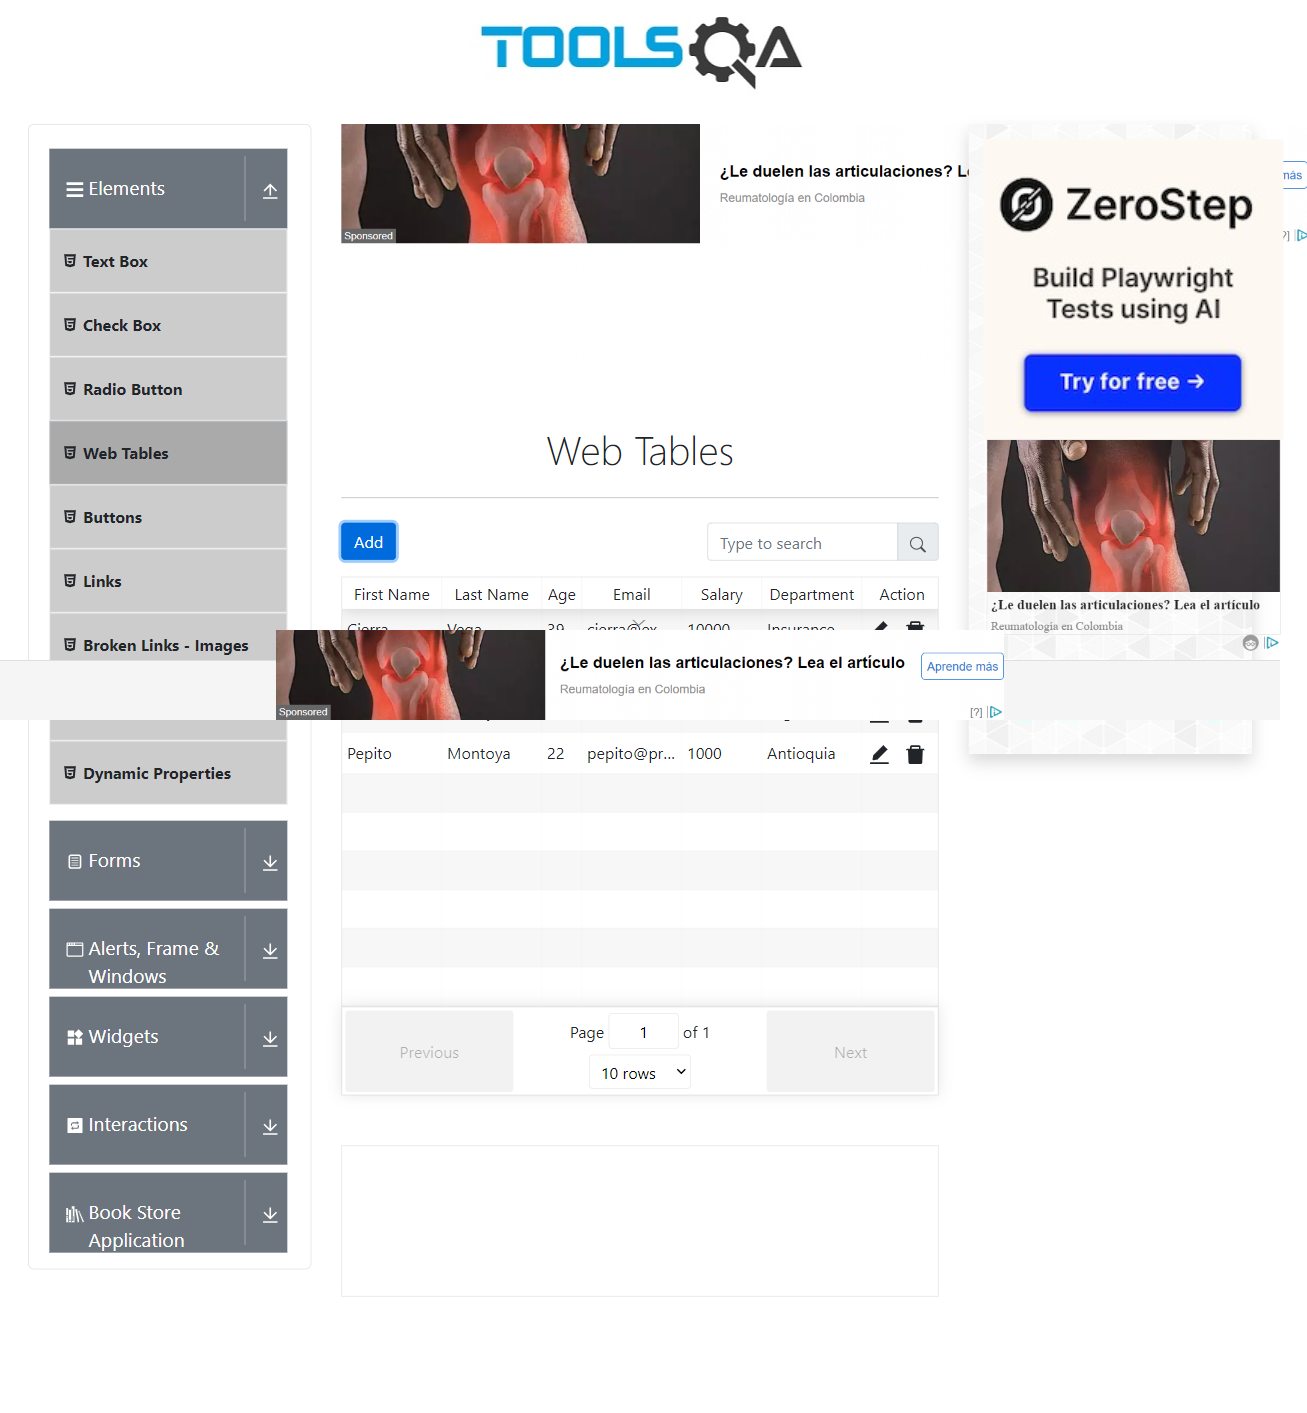 TOOLSQA
Elements
Text Box
Check Box
Radio Button
Web Tables
Buttons
Links
Broken Links - Images
Dynamic Properties
Forms
Alerts, Frame &
Windows
Widgets
Interactions
Book Store
Application
Sponsored
¿Le duelen las articulaciones? L
Reumatología en Colombia
más
[?]
ZeroStep
Build Playwright
Tests using AI
Try for free →
¿Le duelen las articulaciones? Lea el artículo
Reumatología en Colombia
Web Tables
Add
Type to search
First Name Last Name Age Email Salary Department Action
Cierra Vega 39 cierra@ex... 10000 Insurance
Sponsored
¿Le duelen las articulaciones? Lea el artículo
Reumatología en Colombia
Aprende más
[?]
Pepito Montoya 22 pepito@pr... 1000 Antioquia
Previous
Page 1 of 1
10 rows
Next